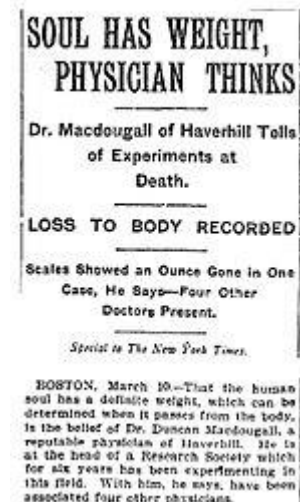 SOUL HAS WEIGHT,
PHYSICIAN THINKS
Dr. Macdougall of Haverhill Tells
of Experiments at
Death.
LOSS TO BODY RECORDED
Scales Showed an Ounce Gone in One
Case, He Says—Four Other
Doctors Present.
Special to The New York Times.
BOSTON, March 10.—That the human
soul has a definite weight, which can be
determined when it passes from the body,
is the belief of Dr. Duncan Macdougall, a
reputable physician of Haverhill. He is
at the head of a Research Society which
for six years has been experimenting in
this field. With him, he says, have been
associated four other physicians.